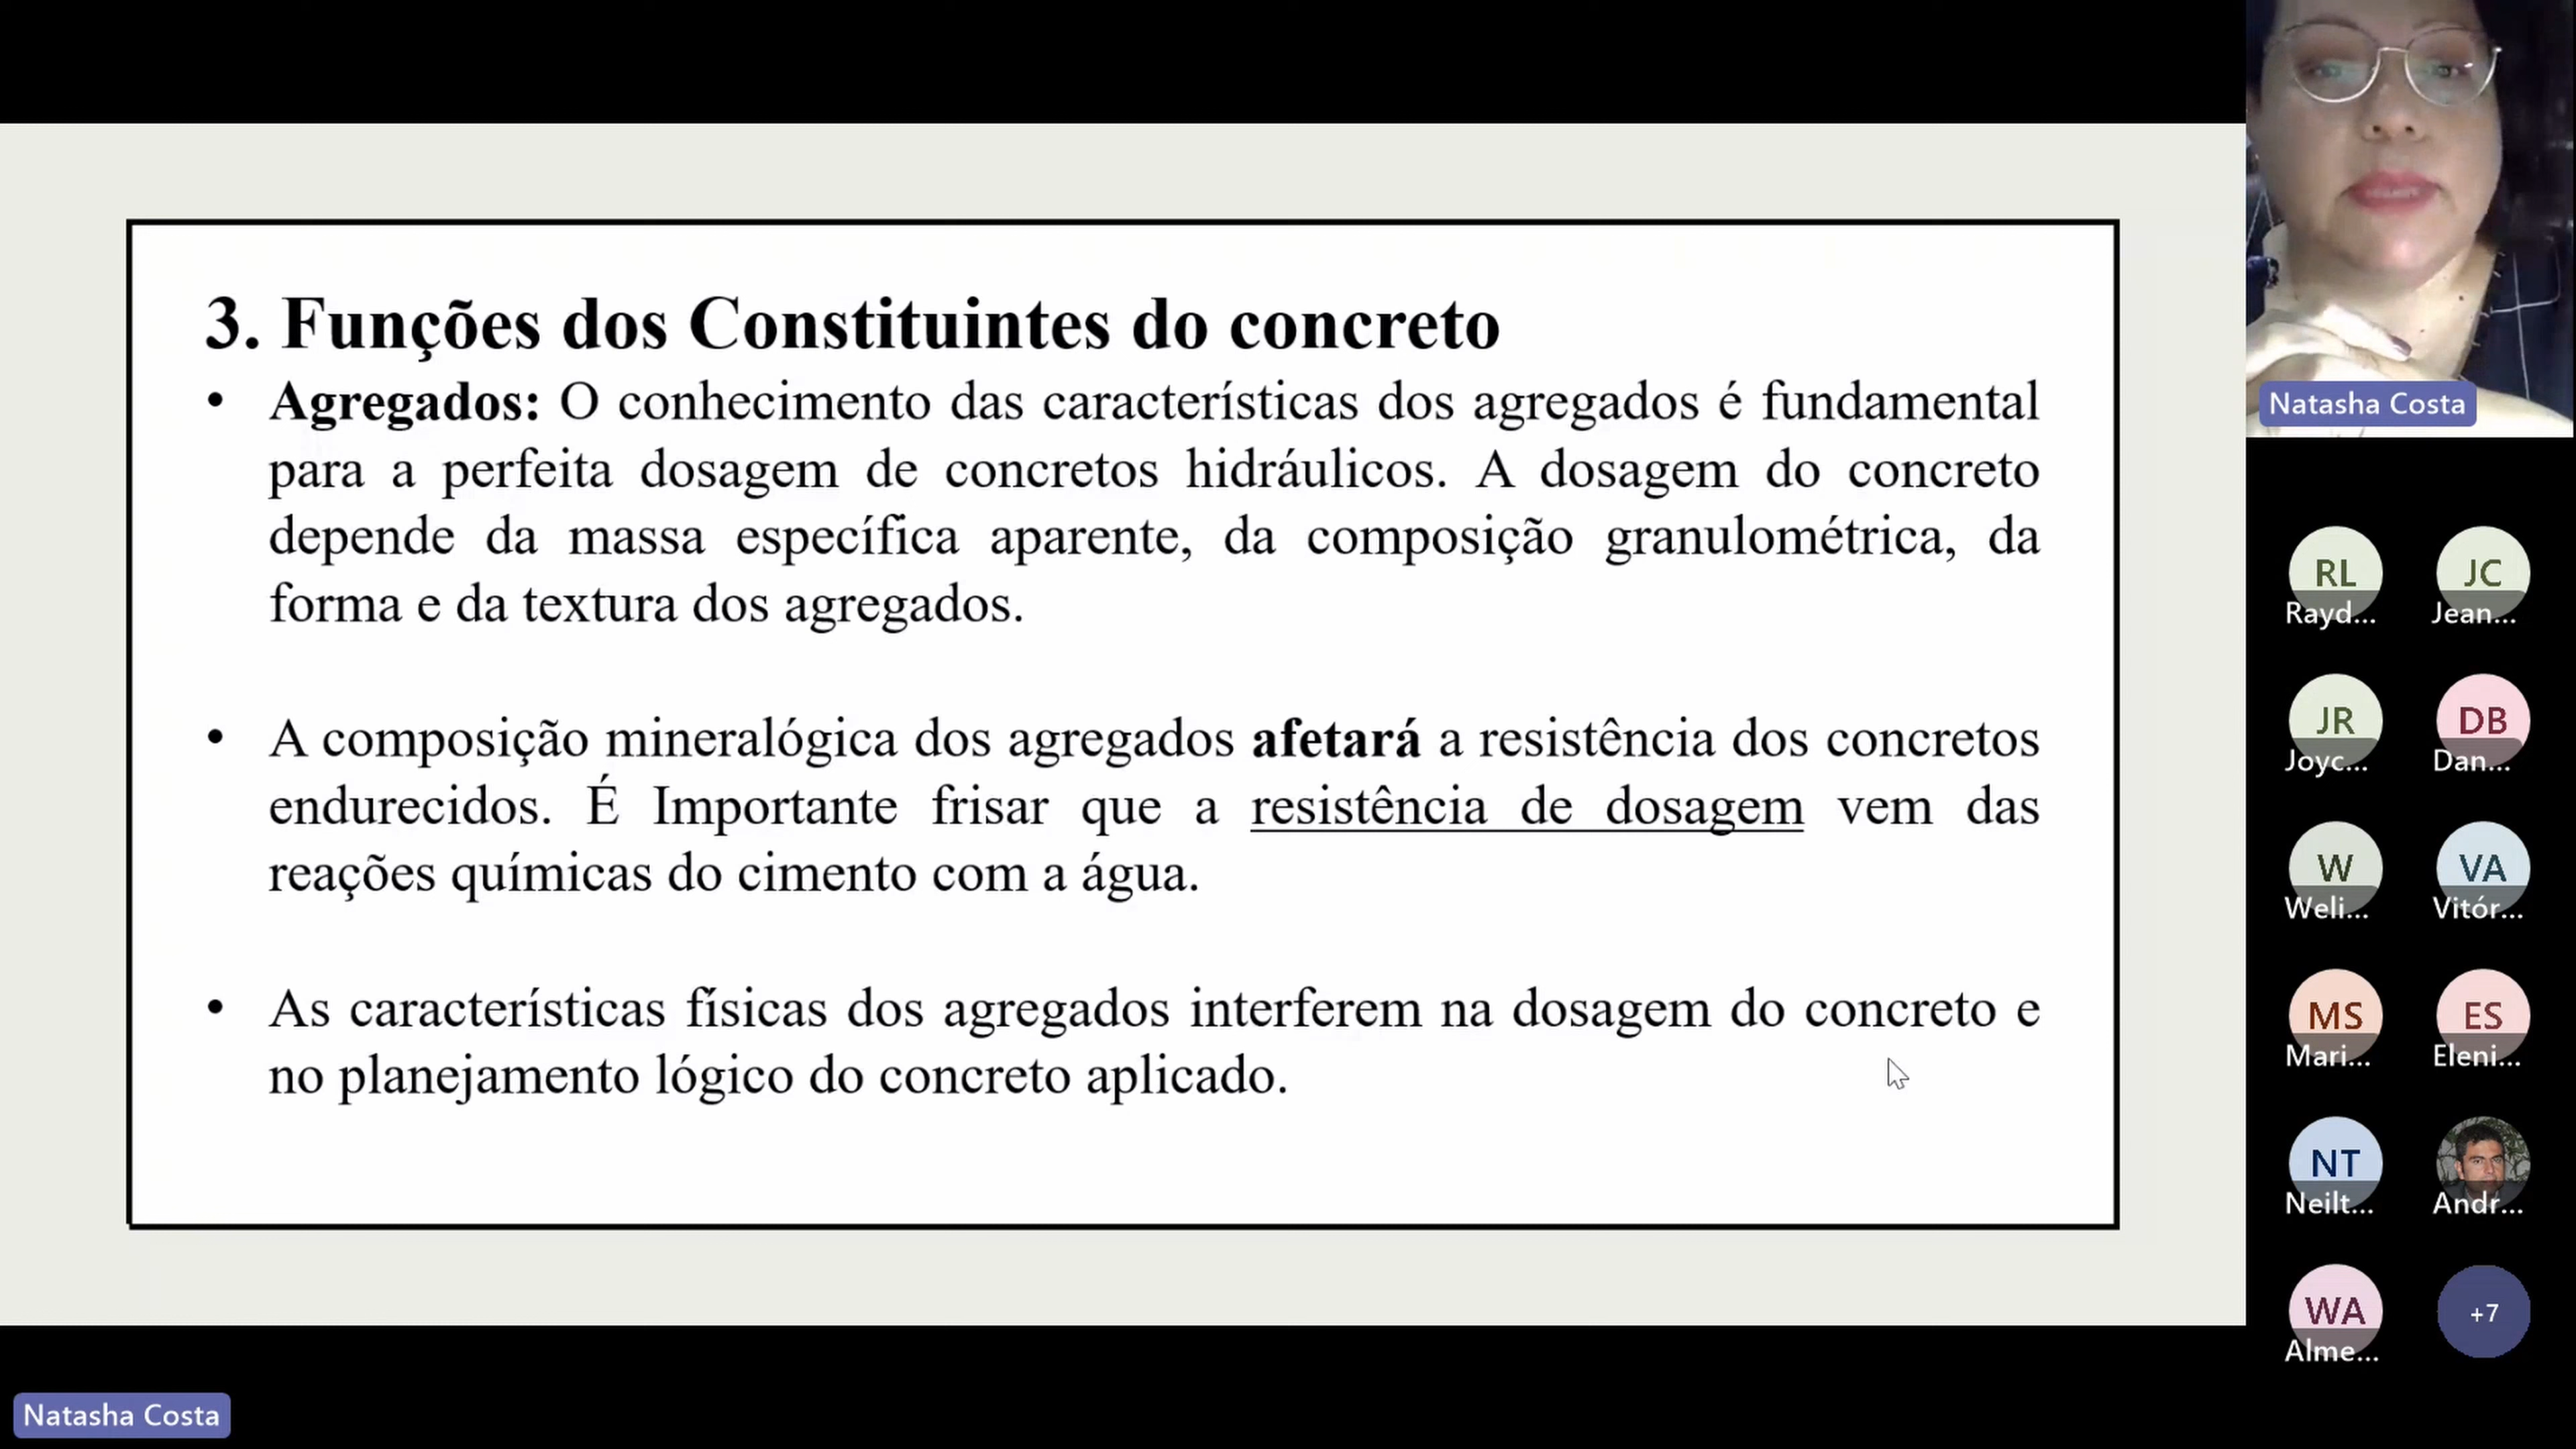 3. Funções dos Constituintes do concreto
• Agregados: O conhecimento das características dos agregados é fundamental
para a perfeita dosagem de concretos hidráulicos. A dosagem do concreto
depende da massa específica aparente, da composição granulométrica, da
forma e da textura dos agregados.
• A composição mineralógica dos agregados afetará a resistência dos concretos
endurecidos. É Importante frisar que a resistência de dosagem vem das
reações químicas do cimento com a água.
• As características físicas dos agregados interferem na dosagem do concreto e
no planejamento lógico do concreto aplicado.
Natasha Costa
Natasha Costa
RL JC
Rayd... Jean...
JR DB
Joyc... Dan...
W VA
Weli... Vitór...
MS ES
Mari... Eleni...
NT
Neilt... Andr...
WA +7
Alme...